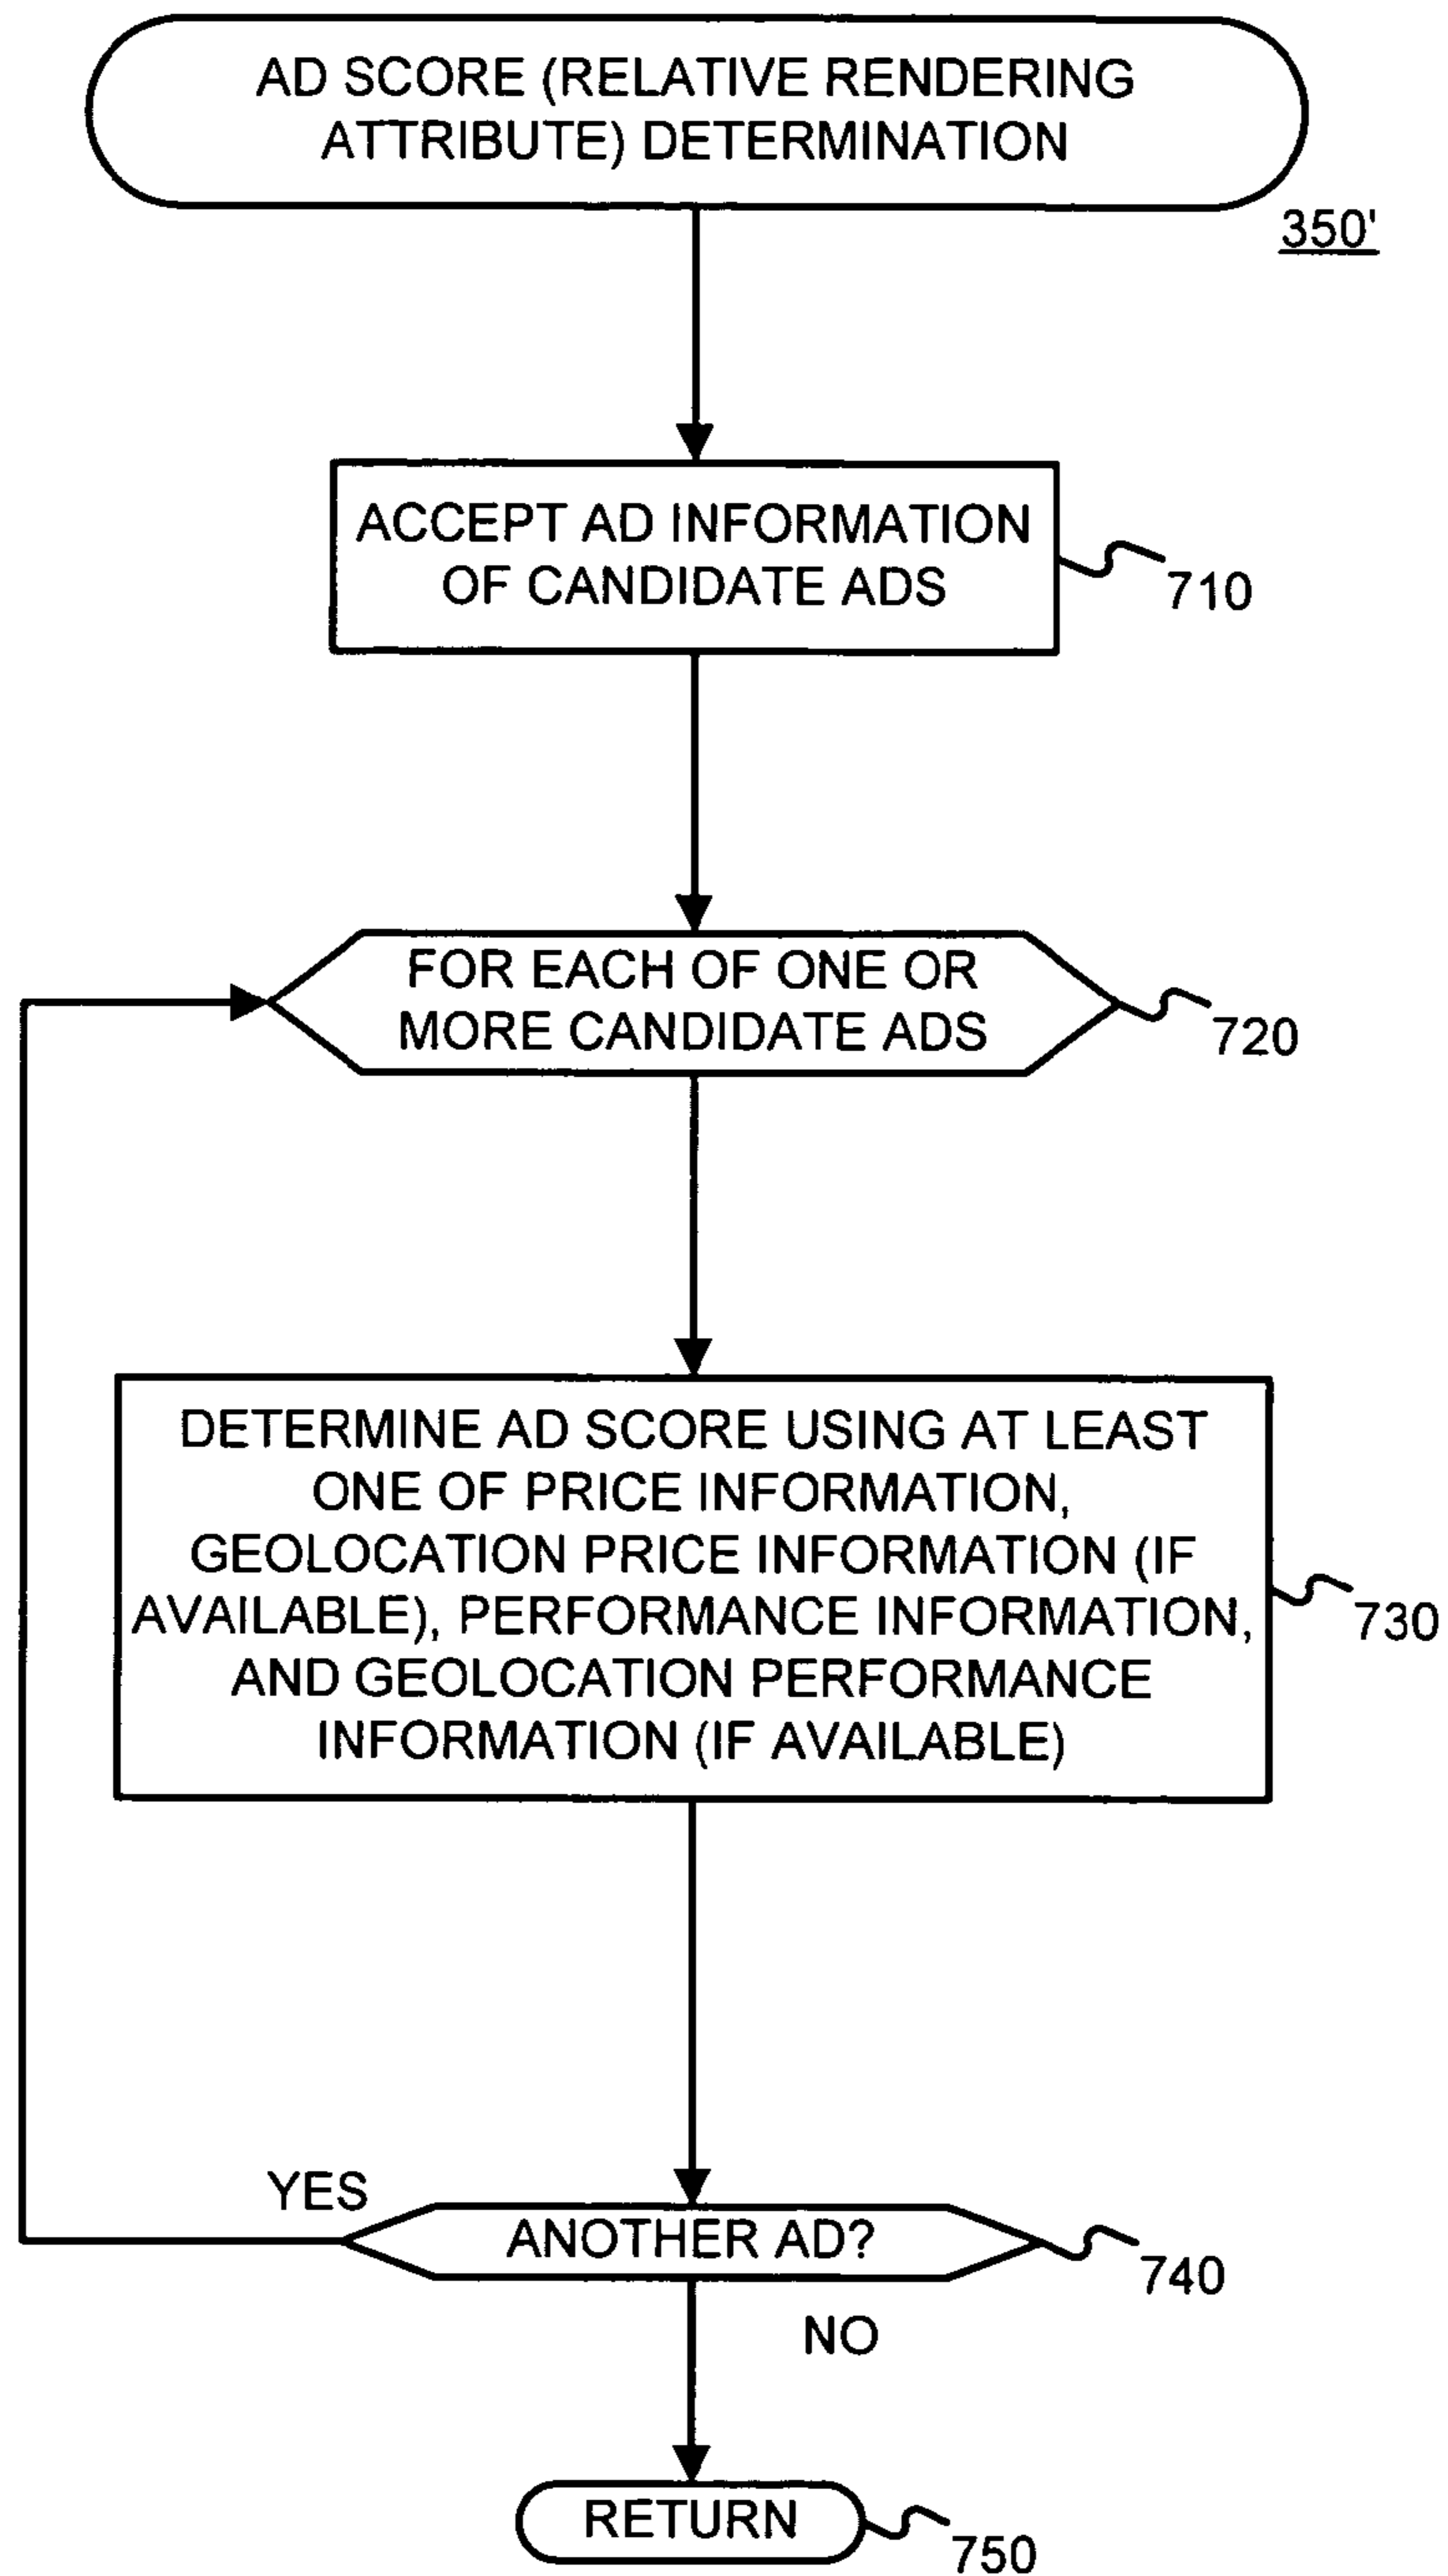 AD SCORE (RELATIVE RENDERING
ATTRIBUTE) DETERMINATION
350'
ACCEPT AD INFORMATION
OF CANDIDATE ADS
710
FOR EACH OF ONE OR
MORE CANDIDATE ADS
720
DETERMINE AD SCORE USING AT LEAST
ONE OF PRICE INFORMATION,
GEOLOCATION PRICE INFORMATION (IF
AVAILABLE), PERFORMANCE INFORMATION,
AND GEOLOCATION PERFORMANCE
INFORMATION (IF AVAILABLE)
730
YES
ANOTHER AD?
740
NO
RETURN
750